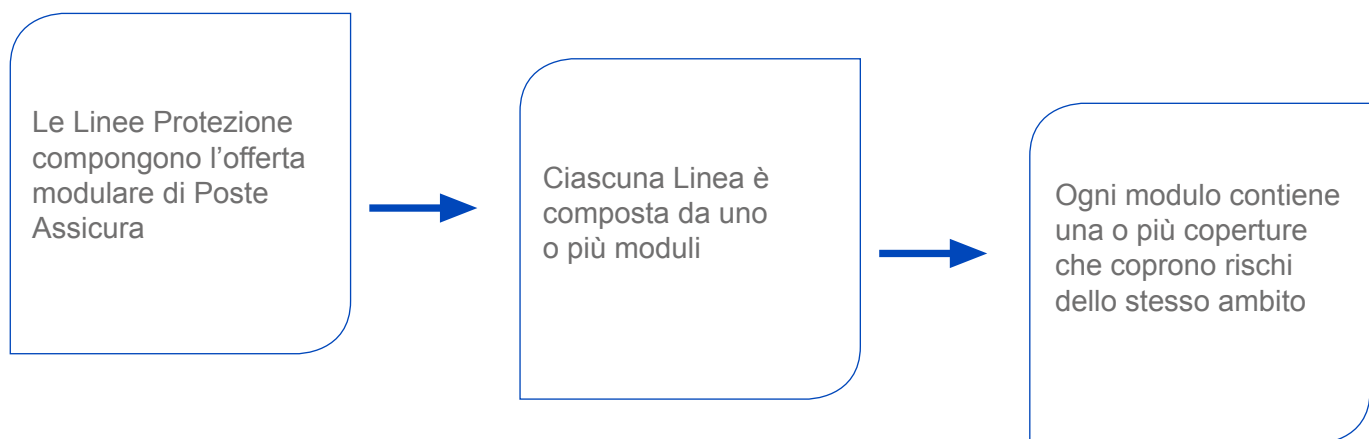 Le Linee Protezione
compongono l’offerta
modulare di Poste
Assicura
Ciascuna Linea è
composta da uno
o più moduli
Ogni modulo contiene
una o più coperture
che coprono rischi
dello stesso ambito